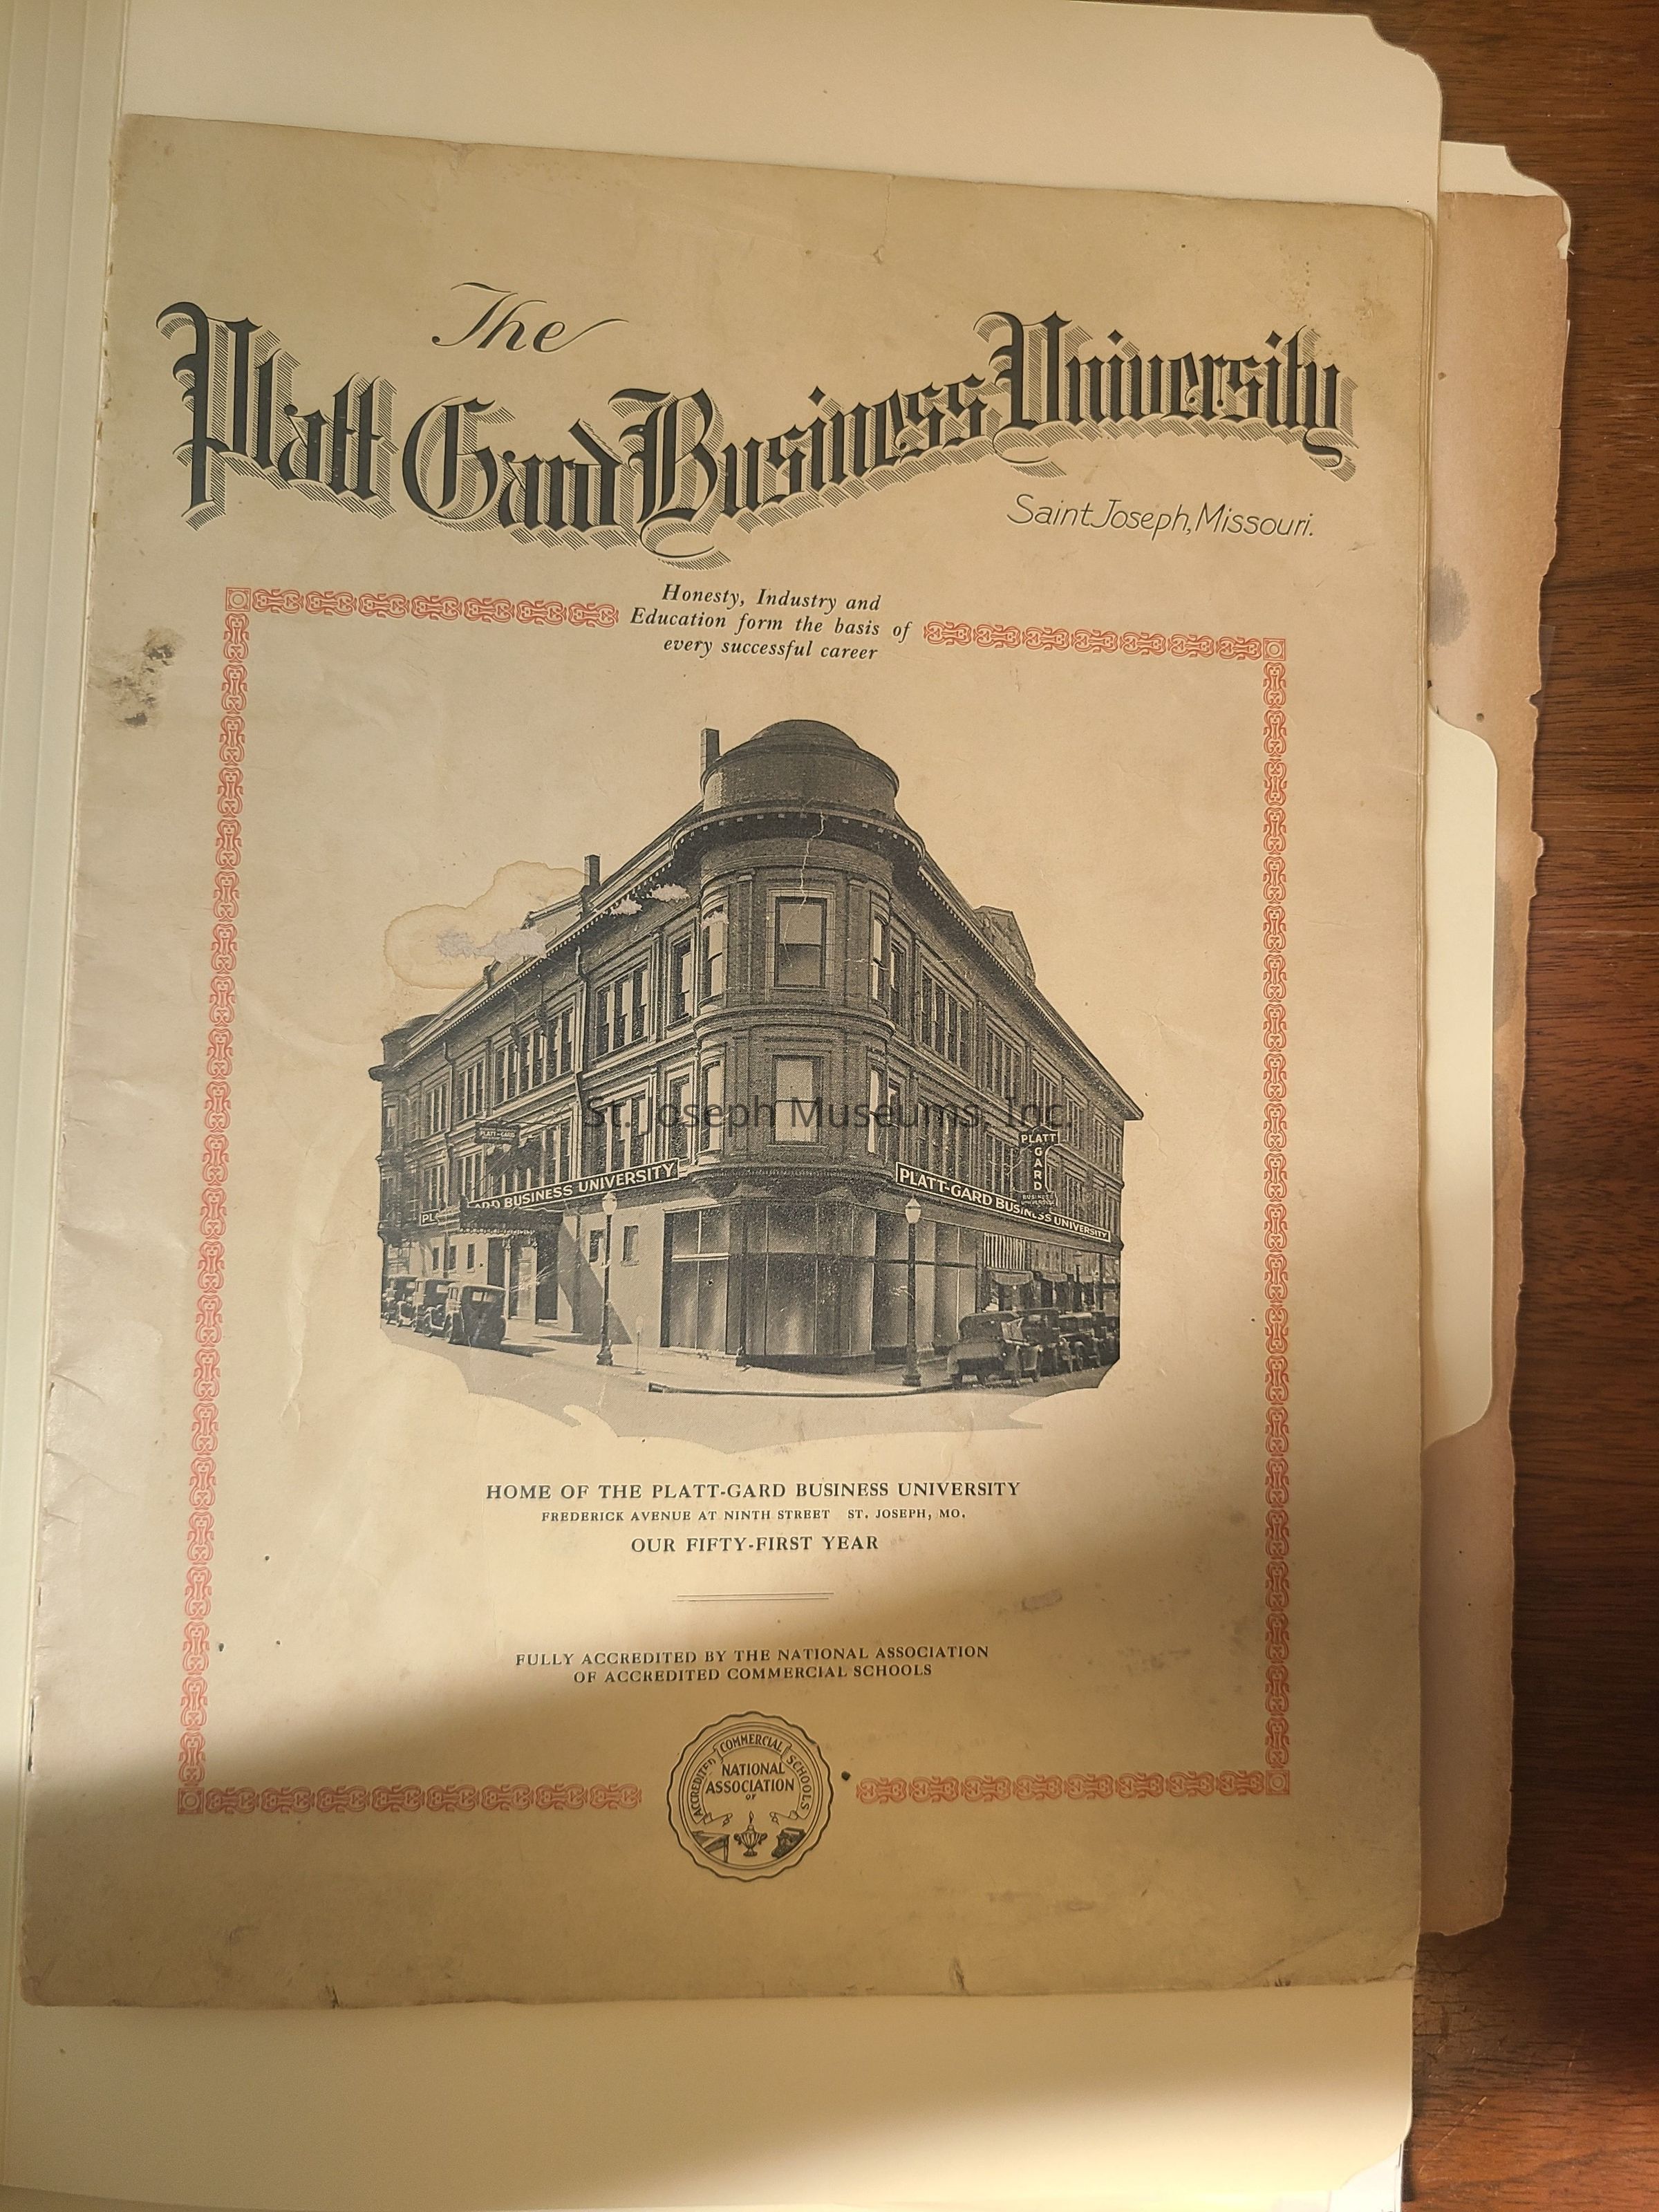 The
Platt Gard Business University
Saint Joseph, Missouri.
Honesty, Industry and
Education form the basis of
every successful career
PLATT-GARD
PLATT
GARD
BUSINESS
UNIVERSITY
GARD BUSINESS UNIVERSITY
PLATT-GARD BUSINESS UNIVERSITY
St. Joseph Museums, Inc.
HOME OF THE PLATT-GARD BUSINESS UNIVERSITY
FREDERICK AVENUE AT NINTH STREET ST. JOSEPH, MO.
OUR FIFTY-FIRST YEAR
FULLY ACCREDITED BY THE NATIONAL ASSOCIATION
OF ACCREDITED COMMERCIAL SCHOOLS
ACCREDITED COMMERCIAL SCHOOLS
NATIONAL
ASSOCIATION
OF